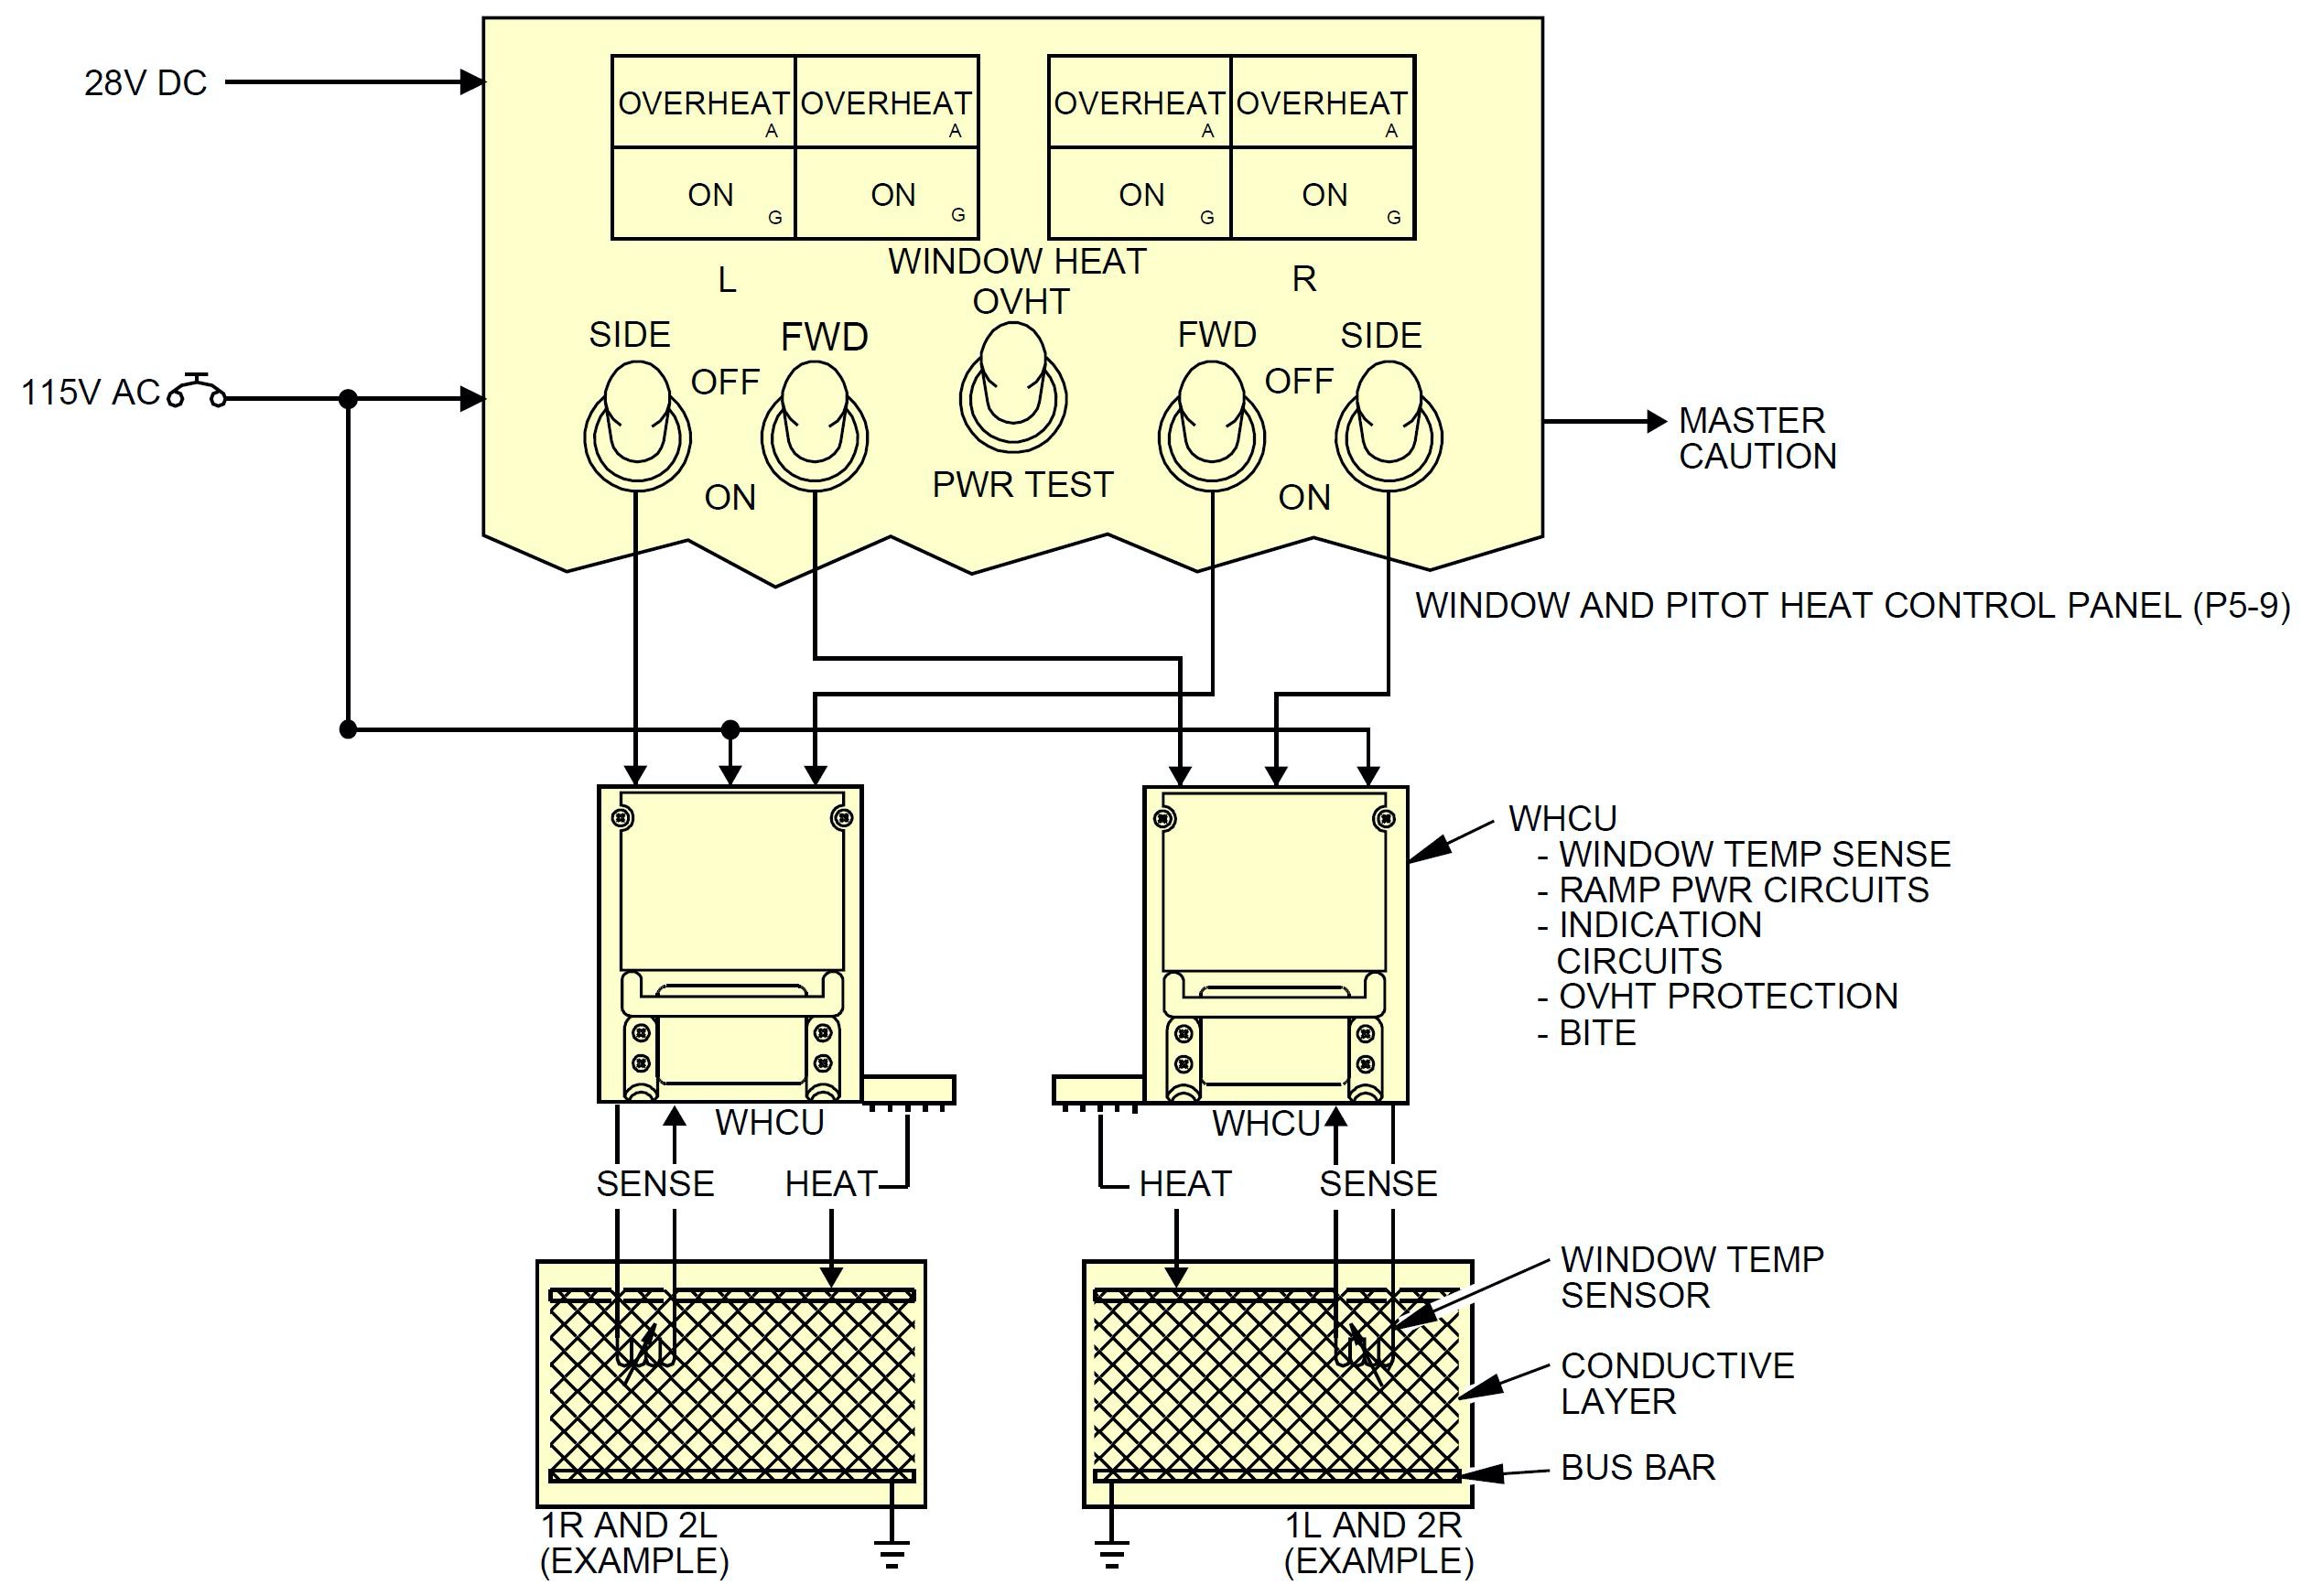 28V DC
OVERHEAT A OVERHEAT A OVERHEAT A OVERHEAT A
ON G ON G ON G ON G
WINDOW HEAT
L OVHT R
SIDE FWD FWD SIDE
OFF OFF
115V AC
MASTER
CAUTION
PWR TEST
ON ON
WINDOW AND PITOT HEAT CONTROL PANEL (P5-9)
WHCU
- WINDOW TEMP SENSE
- RAMP PWR CIRCUITS
- INDICATION
CIRCUITS
- OVHT PROTECTION
- BITE
WHCU WHCU
SENSE HEAT HEAT SENSE
WINDOW TEMP
SENSOR
CONDUCTIVE
LAYER
BUS BAR
1R AND 2L
(EXAMPLE)
1L AND 2R
(EXAMPLE)